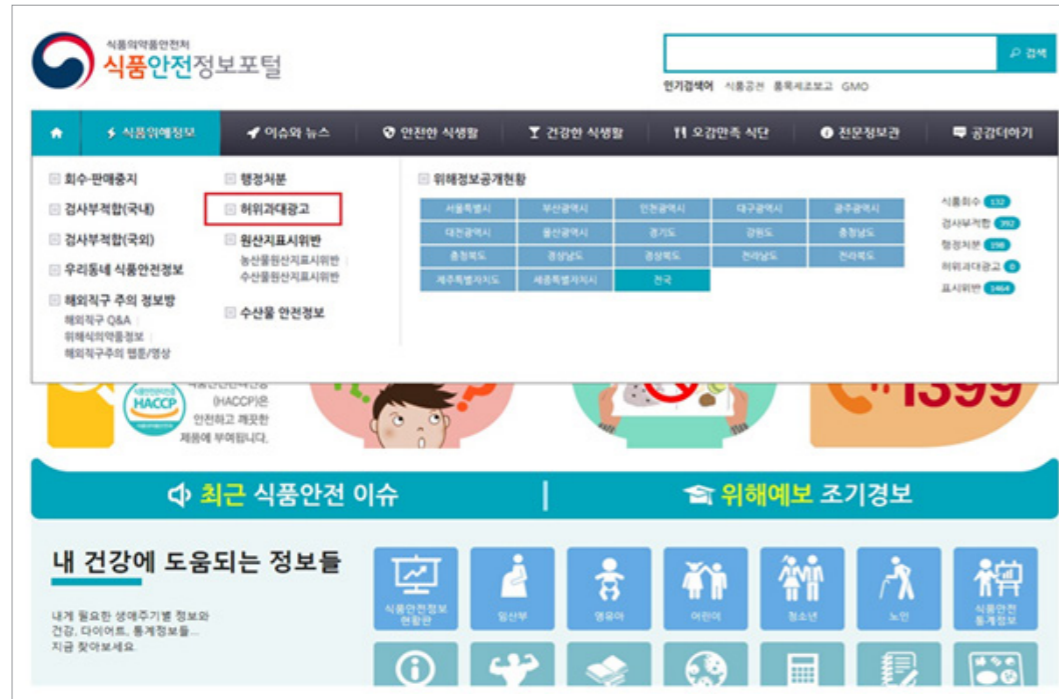 식품의약품안전처
식품안전정보포털
검색
인기검색어 식품공전 품목제조보고 GMO
식품위해정보 이슈와 뉴스 안전한 식생활 건강한 식생활 오감만족 식단 전문정보관 공감더하기
회수·판매중지
검사부적합(국내)
검사부적합(국외)
우리동네 식품안전정보
해외직구 주의 정보방
해외직구 Q&A
위해식의약품정보
해외직구주의 웹툰/영상
행정처분
허위과대광고
원산지표시위반
농산물원산지표시위반
수산물원산지표시위반
수산물 안전정보
위해정보공개현황
서울특별시 부산광역시 인천광역시 대구광역시 광주광역시
대전광역시 울산광역시 경기도 강원도 충청남도
충청북도 경상남도 경상북도 전라남도 전라북도
제주특별자치도 세종특별자치시 전국
식품회수 132
검사부적합 392
행정처분 198
허위과대광고 0
표시위반 1464
HACCP
(HACCP)은
안전하고 깨끗한
제품에 부여됩니다.
1399
최근 식품안전 이슈
위해예보 조기경보
내 건강에 도움되는 정보들
내게 필요한 생애주기별 정보와
건강, 다이어트, 통계정보들...
지금 찾아보세요.
식품안전정보
현황판
임산부
영유아
어린이
청소년
노인
식품안전
통계정보